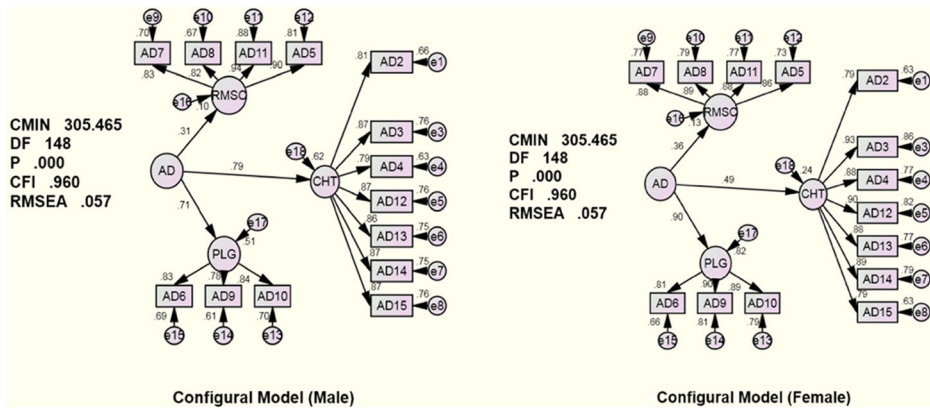 e9 e10 e11 e12
.70 .67 .88 .81
AD7 AD8 AD11 AD5
.83 .82 .94 .90
RMSC
e16 .10
.31
CMIN 305.465
DF 148
P .000
CFI .960
RMSEA .057
AD
.79
.71
e18 .62
CHT
.81 AD2 .66 e1
.87 AD3 .76 e3
.79 AD4 .63 e4
.87 AD12 .76 e5
.86 AD13 .75 e6
.87 AD14 .75 e7
.87 AD15 .76 e8
e17
.51
PLG
.83 .78 .84
AD6 AD9 AD10
.69 .61 .70
e15 e14 e13
Configural Model (Male)
e9 e10 e11 e12
.77 .79 .77 .73
AD7 AD8 AD11 AD5
.88 .89 .88 .86
RMSC
e16 .13
.36
CMIN 305.465
DF 148
P .000
CFI .960
RMSEA .057
AD
.49
.90
e18 .24
CHT
.79 AD2 .63 e1
.93 AD3 .86 e3
.88 AD4 .77 e4
.90 AD12 .82 e5
.88 AD13 .77 e6
.89 AD14 .79 e7
.79 AD15 .63 e8
e17
.82
PLG
.81 .90 .89
AD6 AD9 AD10
.66 .81 .79
e15 e14 e13
Configural Model (Female)